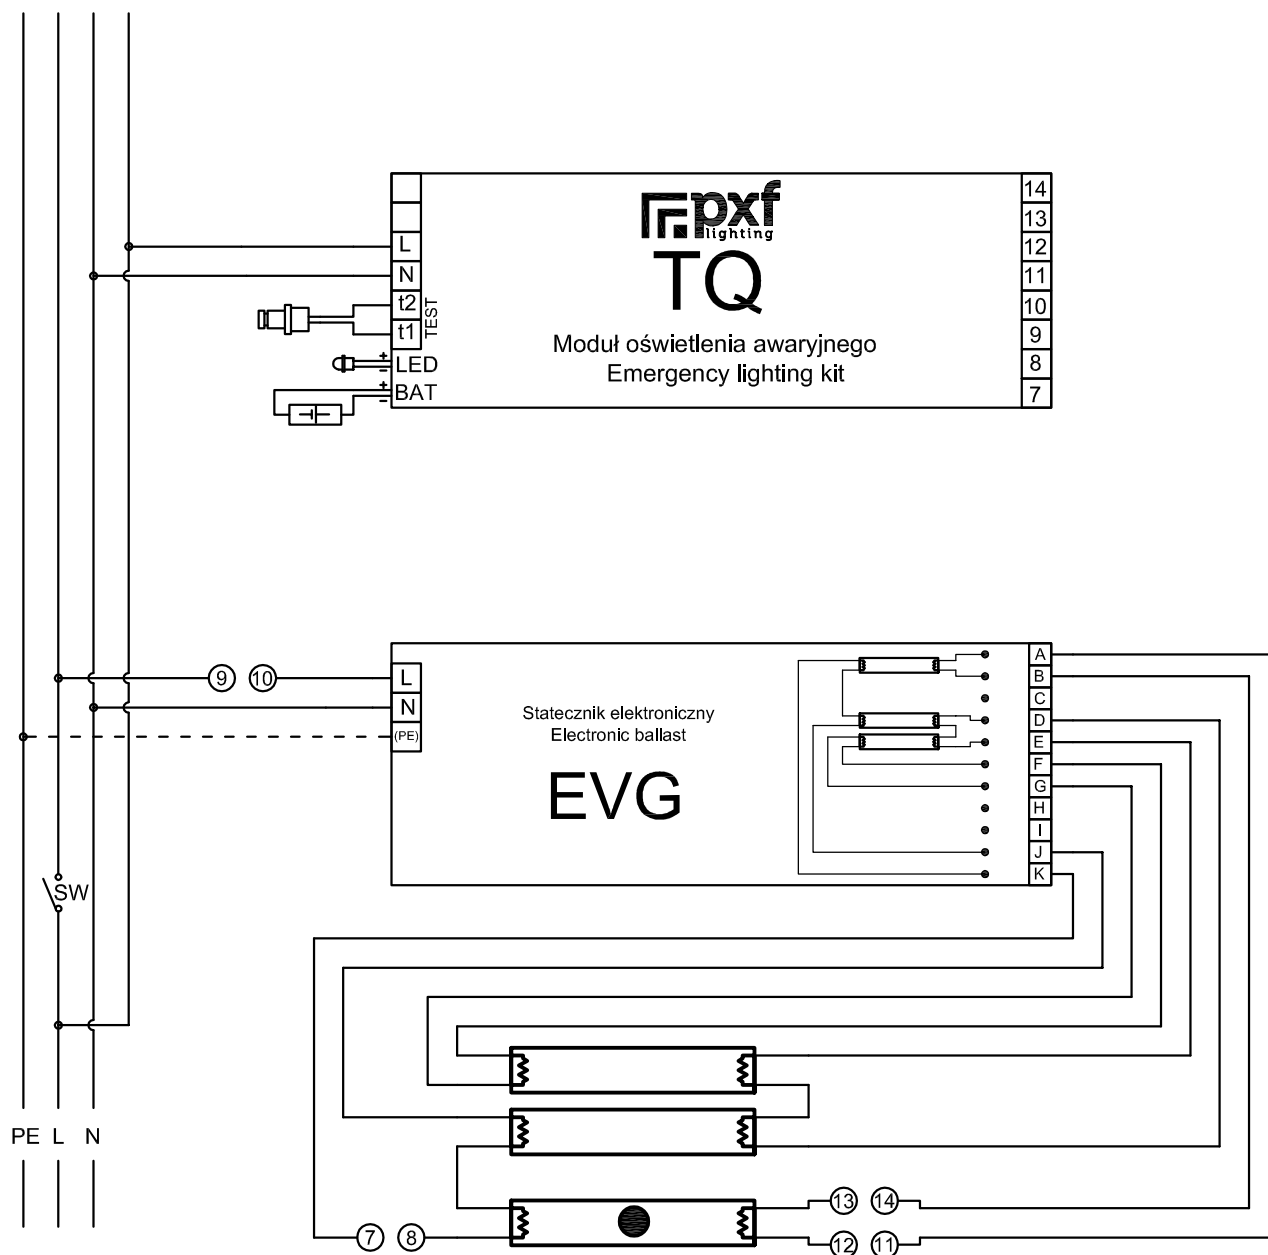 pxf
lighting
TQ
Moduł oświetlenia awaryjnego
Emergency lighting kit
L
N
t2
t1
TEST
+
-
LED
+
-
BAT
14
13
12
11
10
9
8
7
9 10
L
N
(PE)
Statecznik elektroniczny
Electronic ballast
EVG
A
B
C
D
E
F
G
H
I
J
K
SW
PE L N
7 8
13 14
12 11